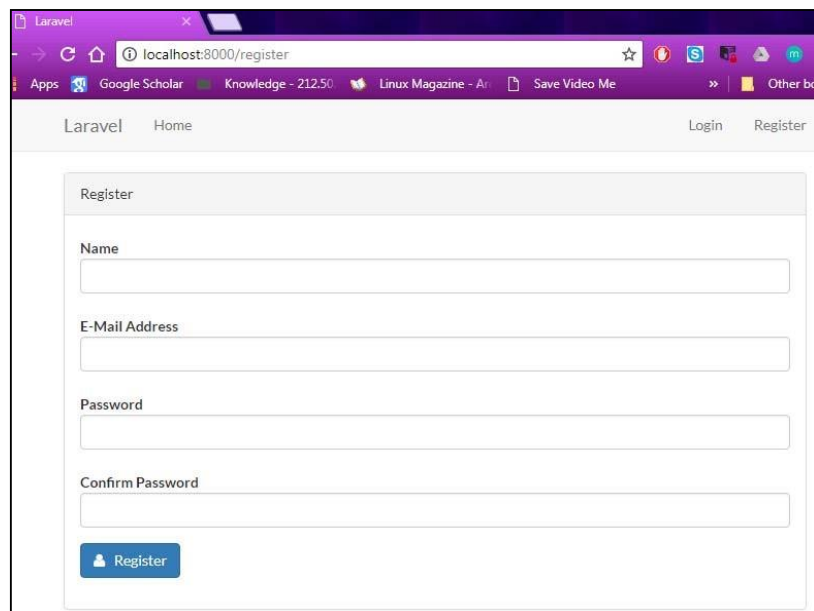 Laravel
localhost:8000/register
Apps Google Scholar Knowledge - 212.50 Linux Magazine - Ar Save Video Me » Other bo
Laravel Home Login Register
Register
Name
E-Mail Address
Password
Confirm Password
Register